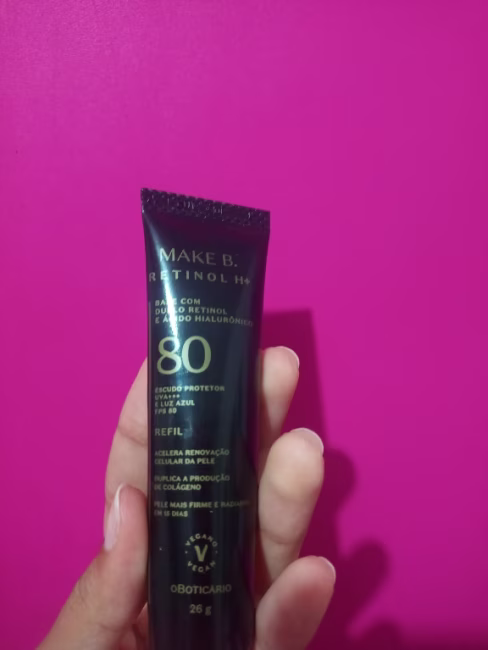 MAKE B.
RETINOL H+
BASE COM
DUPLO RETINOL
E ÁCIDO HIALURÔNICO
80
ESCUDO PROTETOR
UVA+++
E LUZ AZUL
FPS 80
REFIL
ACELERA RENOVAÇÃO
CELULAR DA PELE
DUPLICA A PRODUÇÃO
DE COLÁGENO
PELE MAIS FIRME E RADIANTE
EM 15 DIAS
VEGANO
V
VEGAN
OBOTICÁRIO
26 g